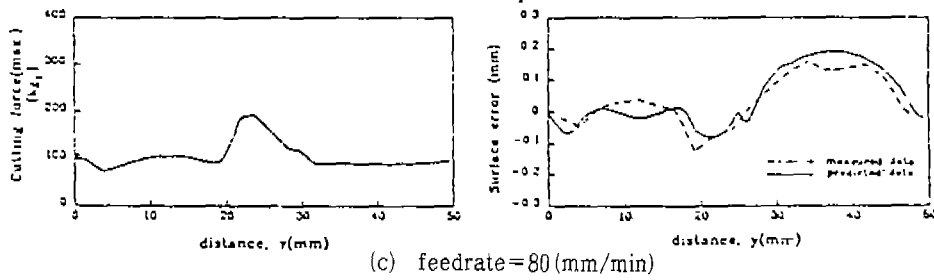 Cutting force(max)
(kg_f)
400
300
200
100
0
0 10 20 30 40 50
distance, y(mm)
Surface error (mm)
0.3
0.2
0.1
0
-0.1
-0.2
-0.3
measured data
predicted data
0 10 20 30 40 50
distance, y(mm)
(c) feedrate=80(mm/min)